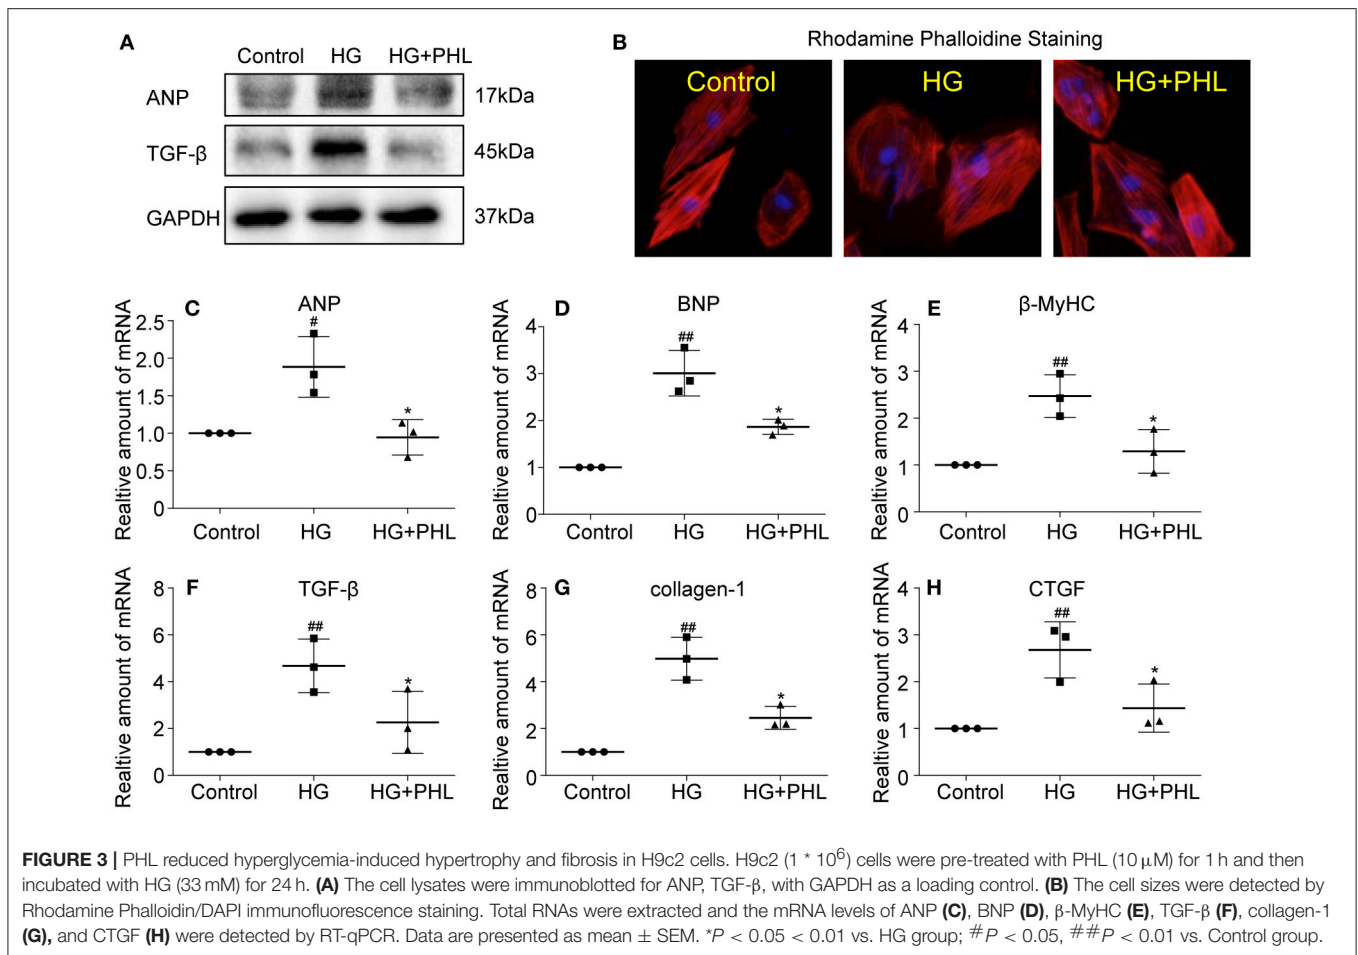 A
Control HG HG+PHL
ANP 17kDa
TGF-β 45kDa
GAPDH 37kDa
B
Rhodamine Phalloidine Staining
Control HG HG+PHL
C ANP
Realtive amount of mRNA
2.5
2.0
1.5
1.0
0.5
0
#
*
Control HG HG+PHL
D BNP
Realtive amount of mRNA
4
3
2
1
0
##
*
Control HG HG+PHL
E β-MyHC
Realtive amount of mRNA
4
3
2
1
0
##
*
Control HG HG+PHL
F TGF-β
Realtive amount of mRNA
8
6
4
2
0
##
*
Control HG HG+PHL
G collagen-1
Realtive amount of mRNA
8
6
4
2
0
##
*
Control HG HG+PHL
H CTGF
Realtive amount of mRNA
4
3
2
1
0
##
*
Control HG HG+PHL
FIGURE 3 | PHL reduced hyperglycemia-induced hypertrophy and fibrosis in H9c2 cells. H9c2 (1 * 10⁶) cells were pre-treated with PHL (10 μM) for 1 h and then
incubated with HG (33 mM) for 24 h. (A) The cell lysates were immunoblotted for ANP, TGF-β, with GAPDH as a loading control. (B) The cell sizes were detected by
Rhodamine Phalloidin/DAPI immunofluorescence staining. Total RNAs were extracted and the mRNA levels of ANP (C), BNP (D), β-MyHC (E), TGF-β (F), collagen-1
(G), and CTGF (H) were detected by RT-qPCR. Data are presented as mean ± SEM. *P < 0.05 < 0.01 vs. HG group; #P < 0.05, ##P < 0.01 vs. Control group.